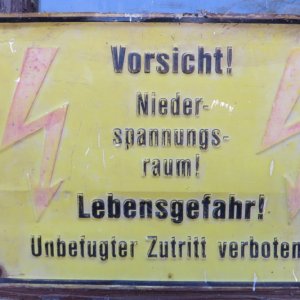 Vorsicht!
Nieder-
spannungs-
raum!
Lebensgefahr!
Unbefugter Zutritt verboten